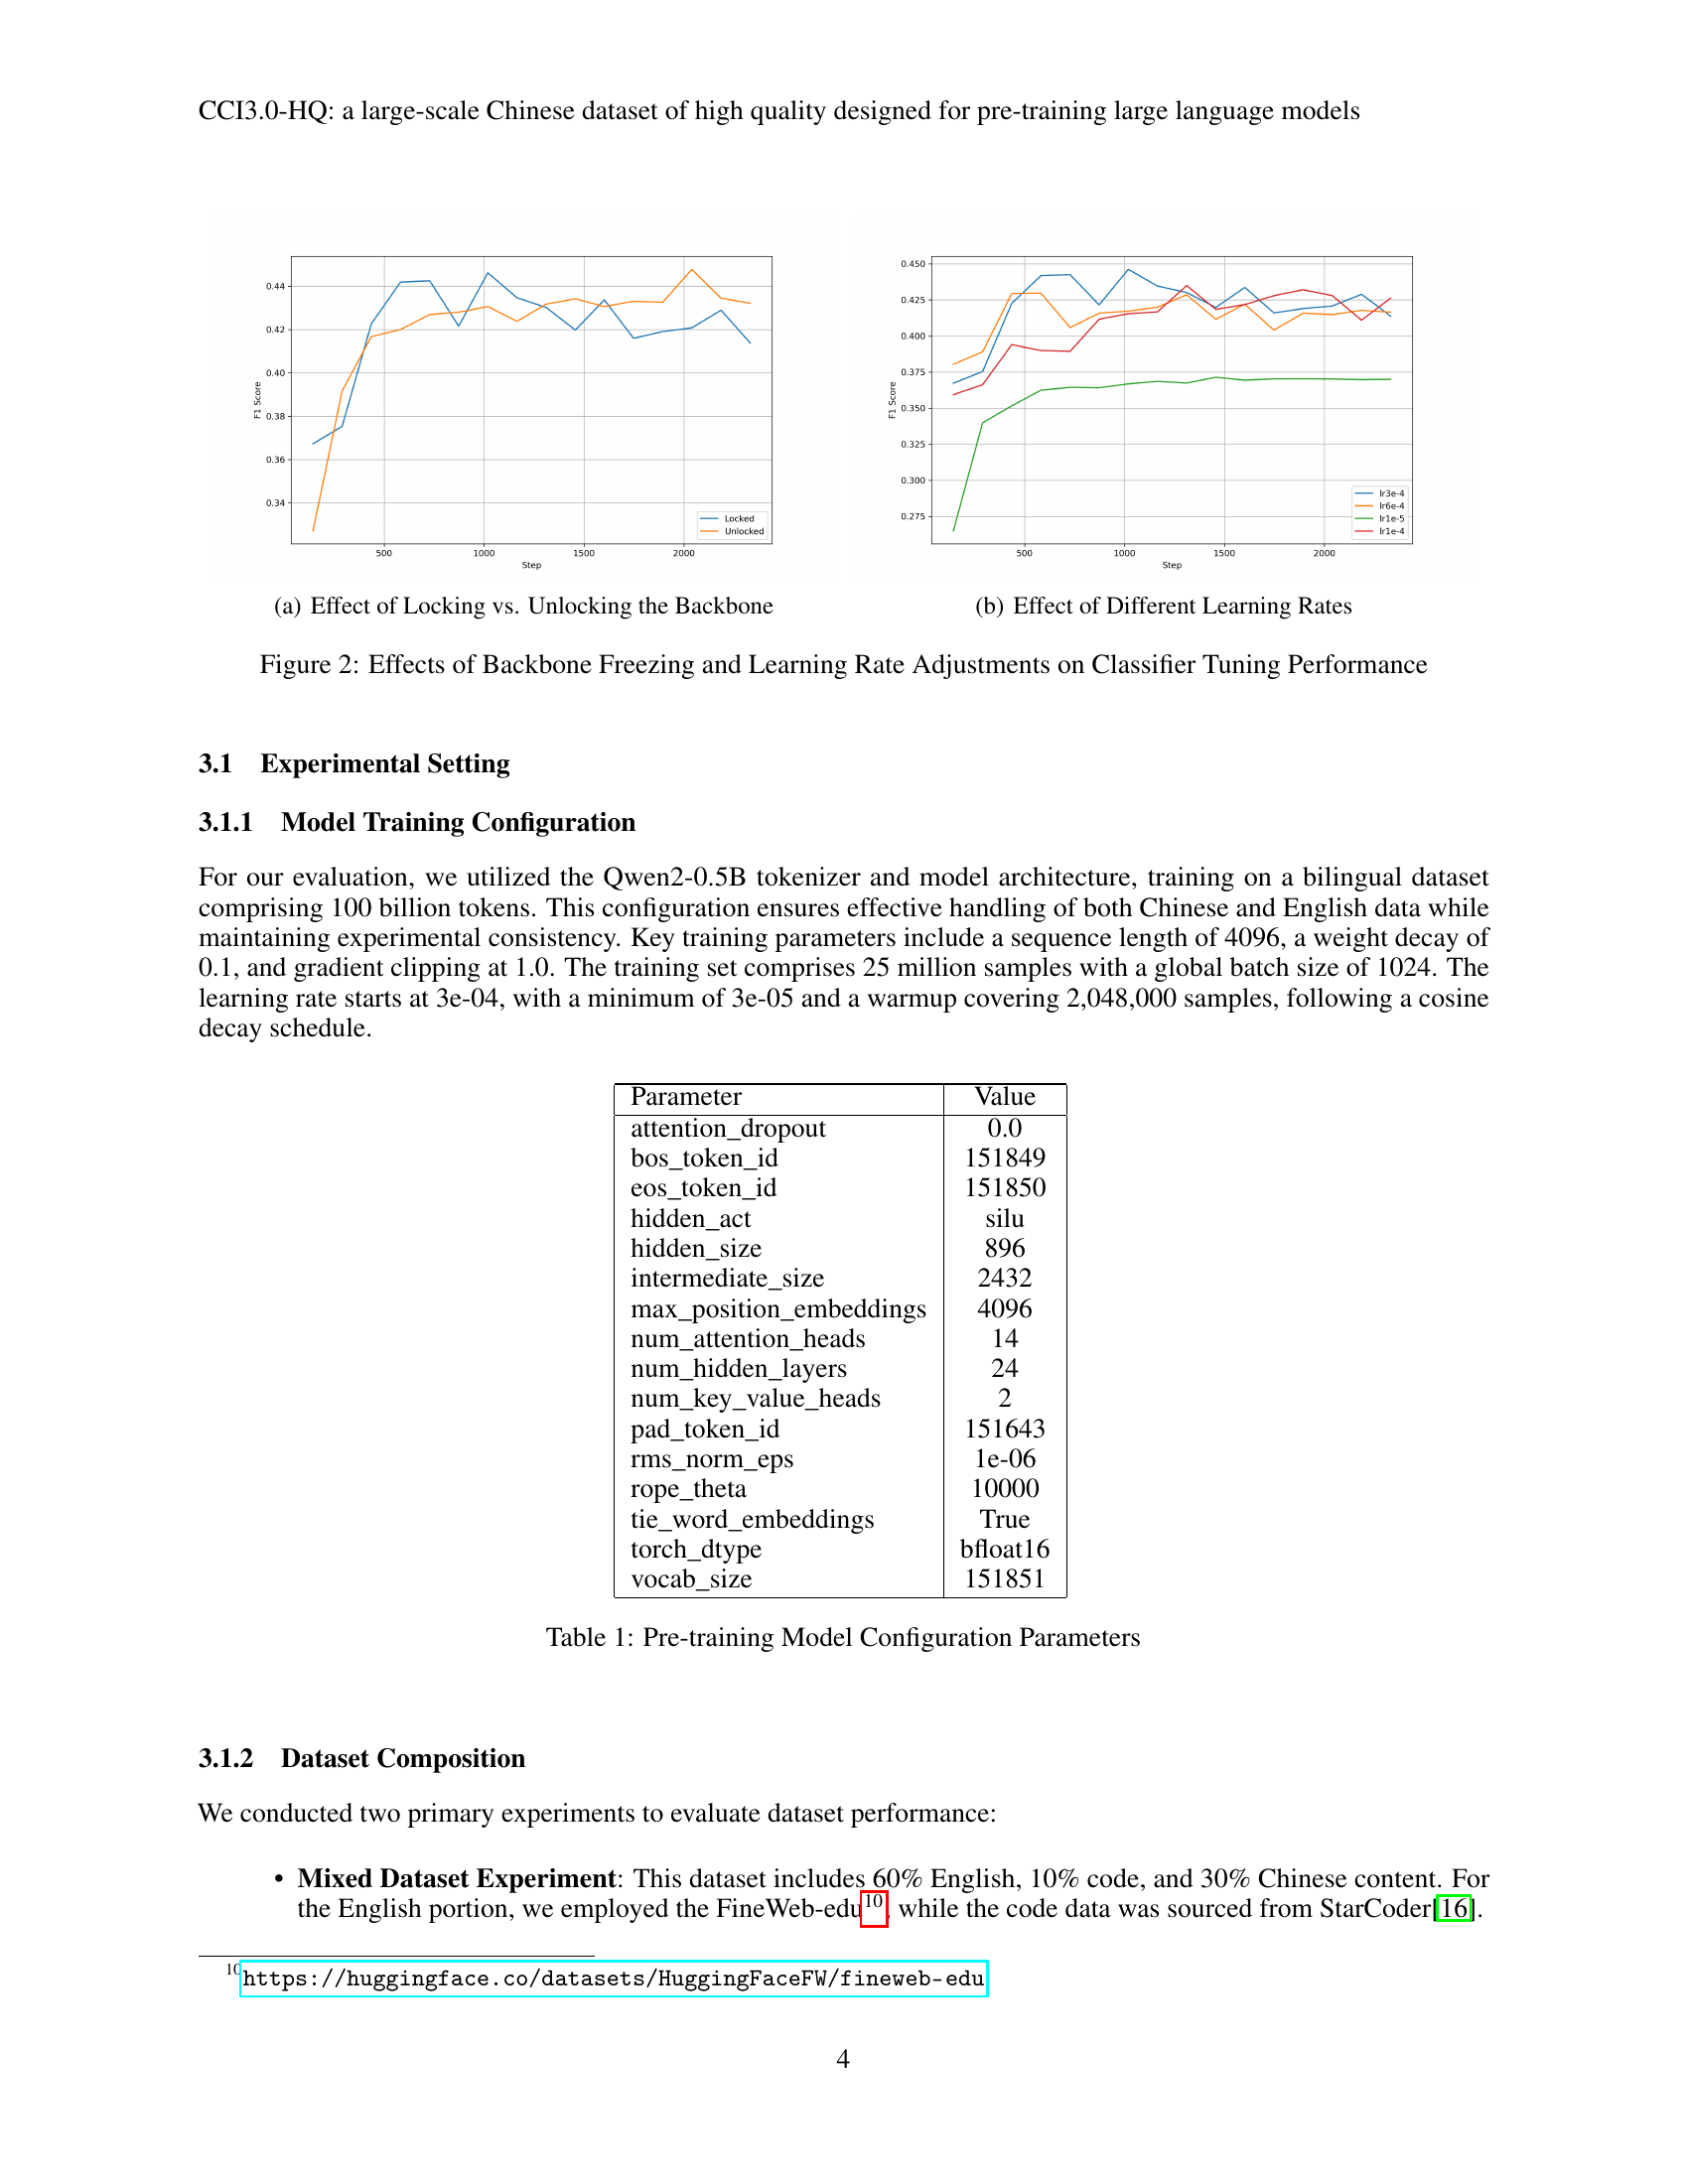 CCI3.0-HQ: a large-scale Chinese dataset of high quality designed for pre-training large language models
0.44
0.42
0.40
0.38
0.36
0.34
F1 Score
500 1000 1500 2000
Step
Locked
Unlocked
(a) Effect of Locking vs. Unlocking the Backbone
0.450
0.425
0.400
0.375
0.350
0.325
0.300
0.275
F1 Score
500 1000 1500 2000
Step
lr3e-4
lr6e-4
lr1e-5
lr1e-4
(b) Effect of Different Learning Rates
Figure 2: Effects of Backbone Freezing and Learning Rate Adjustments on Classifier Tuning Performance
3.1 Experimental Setting
3.1.1 Model Training Configuration
For our evaluation, we utilized the Qwen2-0.5B tokenizer and model architecture, training on a bilingual dataset
comprising 100 billion tokens. This configuration ensures effective handling of both Chinese and English data while
maintaining experimental consistency. Key training parameters include a sequence length of 4096, a weight decay of
0.1, and gradient clipping at 1.0. The training set comprises 25 million samples with a global batch size of 1024. The
learning rate starts at 3e-04, with a minimum of 3e-05 and a warmup covering 2,048,000 samples, following a cosine
decay schedule.
Parameter Value
attention_dropout 0.0
bos_token_id 151849
eos_token_id 151850
hidden_act silu
hidden_size 896
intermediate_size 2432
max_position_embeddings 4096
num_attention_heads 14
num_hidden_layers 24
num_key_value_heads 2
pad_token_id 151643
rms_norm_eps 1e-06
rope_theta 10000
tie_word_embeddings True
torch_dtype bfloat16
vocab_size 151851
Table 1: Pre-training Model Configuration Parameters
3.1.2 Dataset Composition
We conducted two primary experiments to evaluate dataset performance:
• Mixed Dataset Experiment: This dataset includes 60% English, 10% code, and 30% Chinese content. For
the English portion, we employed the FineWeb-edu10, while the code data was sourced from StarCoder[16].
10https://huggingface.co/datasets/HuggingFaceFW/fineweb-edu
4